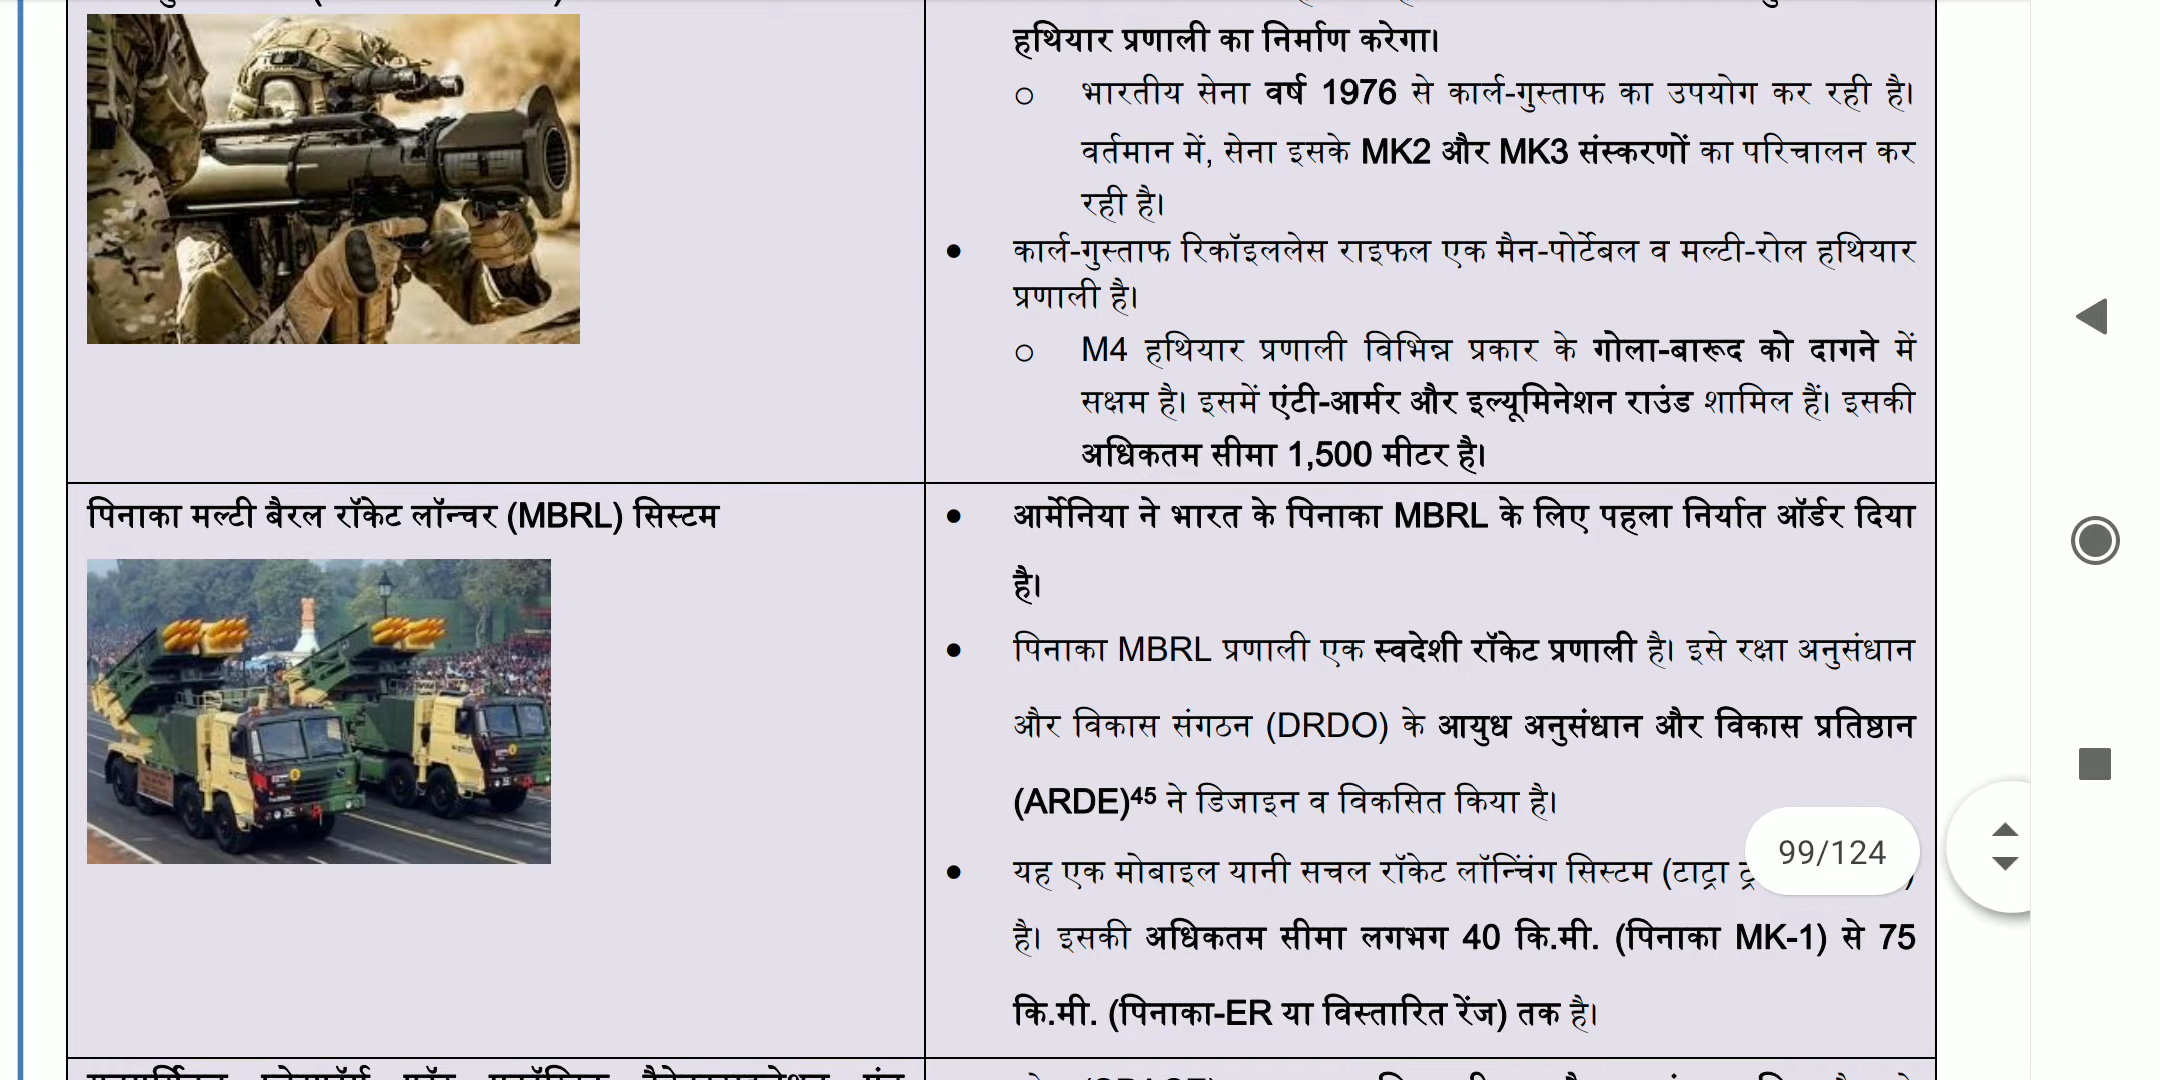 हथियार प्रणाली का निर्माण करेगा।
○ भारतीय सेना वर्ष 1976 से कार्ल-गुस्ताफ का उपयोग कर रही है।
वर्तमान में, सेना इसके MK2 और MK3 संस्करणों का परिचालन कर
रही है।
● कार्ल-गुस्ताफ रिकॉइललेस राइफल एक मैन-पोर्टेबल व मल्टी-रोल हथियार
प्रणाली है।
○ M4 हथियार प्रणाली विभिन्न प्रकार के गोला-बारूद को दागने में
सक्षम है। इसमें एंटी-आर्मर और इल्यूमिनेशन राउंड शामिल हैं। इसकी
अधिकतम सीमा 1,500 मीटर है।
पिनाका मल्टी बैरल रॉकेट लॉन्चर (MBRL) सिस्टम
● आर्मेनिया ने भारत के पिनाका MBRL के लिए पहला निर्यात ऑर्डर दिया
है।
● पिनाका MBRL प्रणाली एक स्वदेशी रॉकेट प्रणाली है। इसे रक्षा अनुसंधान
और विकास संगठन (DRDO) के आयुध अनुसंधान और विकास प्रतिष्ठान
(ARDE)⁴⁵ ने डिजाइन व विकसित किया है।
● यह एक मोबाइल यानी सचल रॉकेट लॉन्चिंग सिस्टम (टाट्रा
है। इसकी अधिकतम सीमा लगभग 40 कि.मी. (पिनाका MK-1) से 75
कि.मी. (पिनाका-ER या विस्तारित रेंज) तक है।
99/124